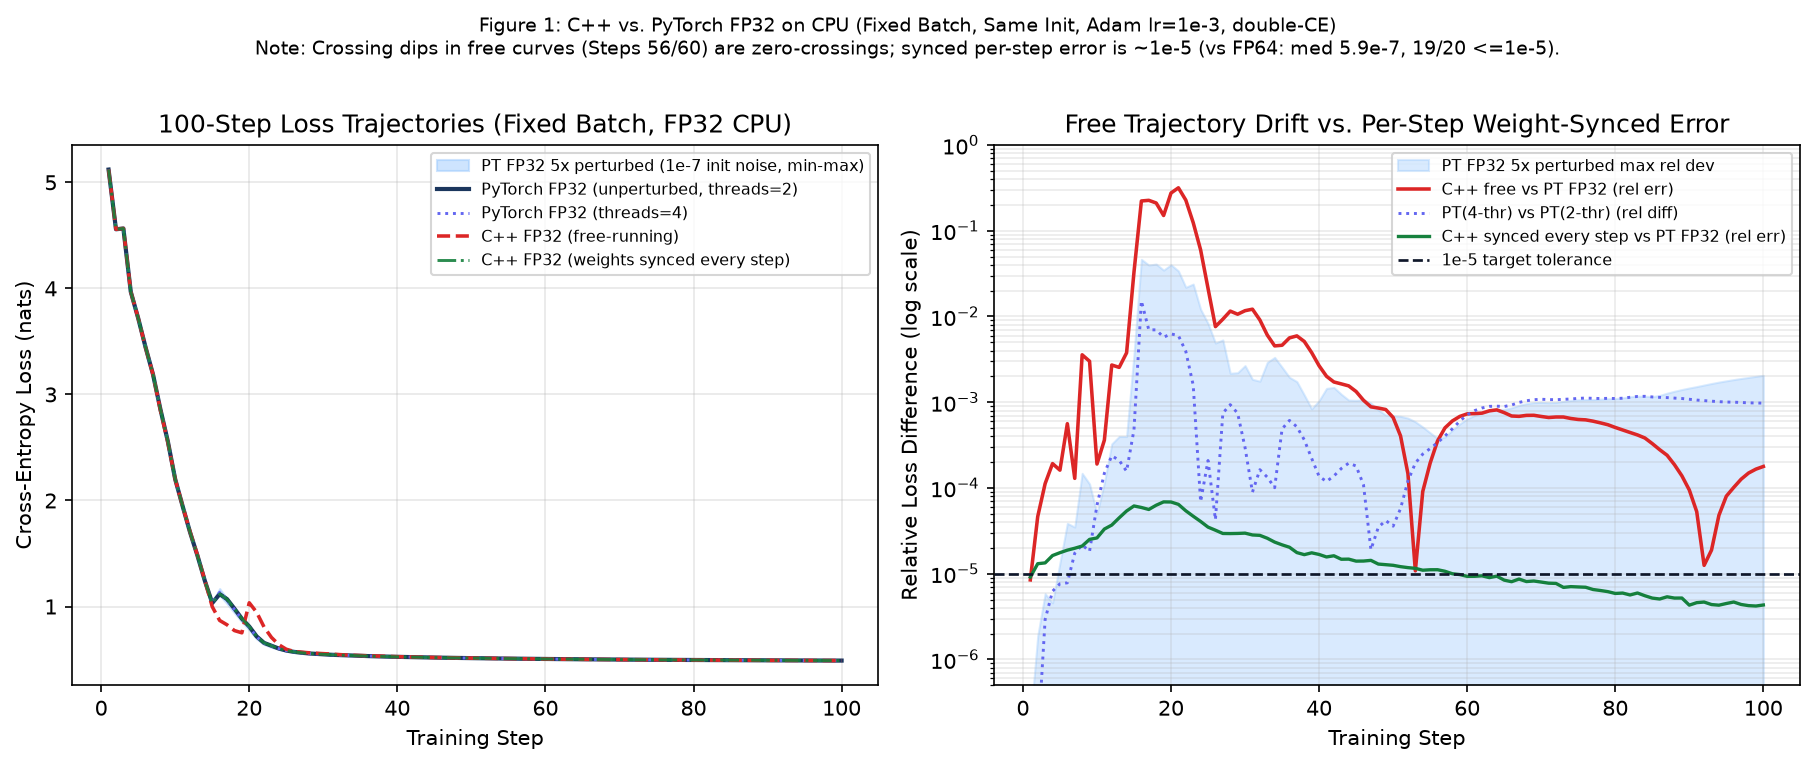 Figure 1: C++ vs. PyTorch FP32 on CPU (Fixed Batch, Same Init, Adam lr=1e-3, double-CE)
Note: Crossing dips in free curves (Steps 56/60) are zero-crossings; synced per-step error is ~1e-5 (vs FP64: med 5.9e-7, 19/20 <=1e-5).
100-Step Loss Trajectories (Fixed Batch, FP32 CPU)
PT FP32 5x perturbed (1e-7 init noise, min-max)
PyTorch FP32 (unperturbed, threads=2)
PyTorch FP32 (threads=4)
C++ FP32 (free-running)
C++ FP32 (weights synced every step)
Cross-Entropy Loss (nats)
5
4
3
2
1
0
20
40
60
80
100
Training Step
Free Trajectory Drift vs. Per-Step Weight-Synced Error
PT FP32 5x perturbed max rel dev
C++ free vs PT FP32 (rel err)
PT(4-thr) vs PT(2-thr) (rel diff)
C++ synced every step vs PT FP32 (rel err)
1e-5 target tolerance
Relative Loss Difference (log scale)
10⁰
10⁻¹
10⁻²
10⁻³
10⁻⁴
10⁻⁵
10⁻⁶
0
20
40
60
80
100
Training Step